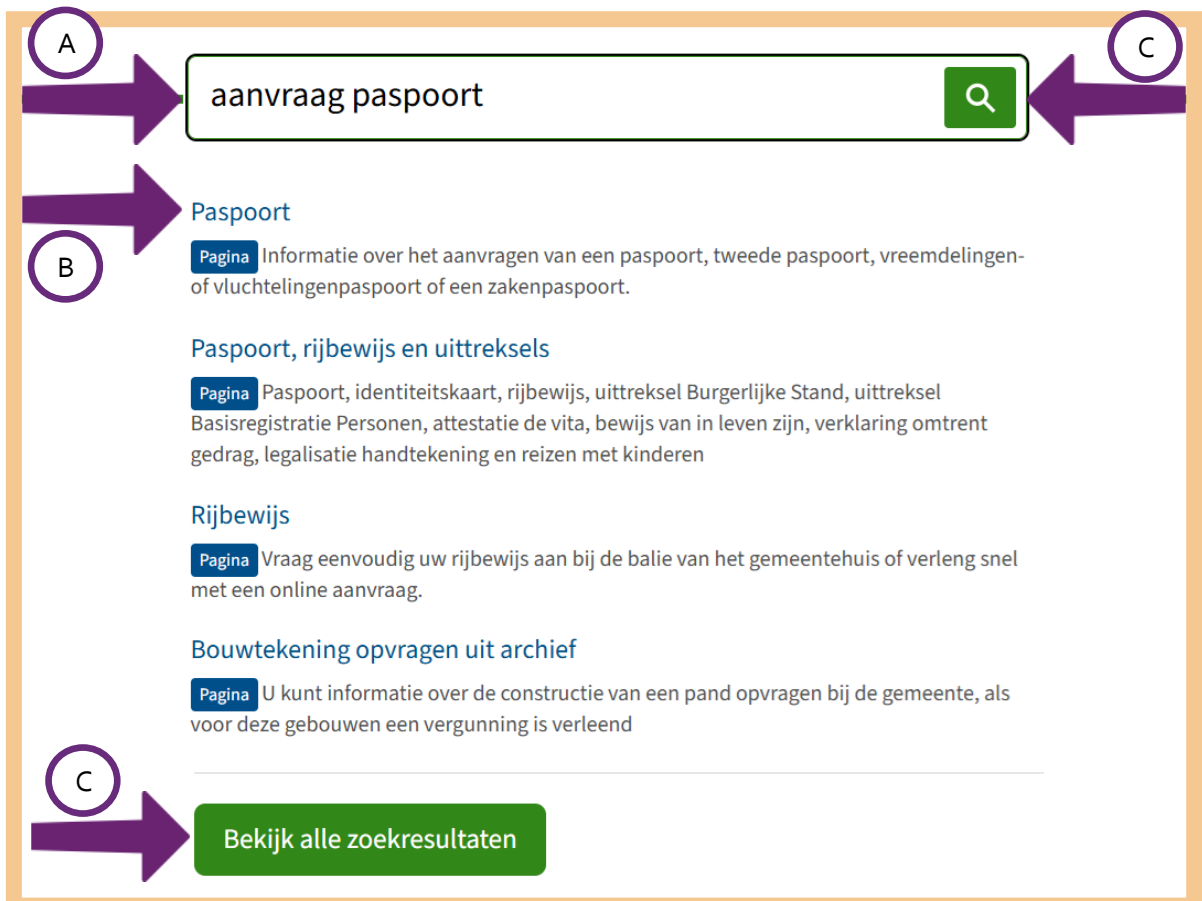 A
C
aanvraag paspoort
B
Paspoort
Pagina Informatie over het aanvragen van een paspoort, tweede paspoort, vreemdelingen-
of vluchtelingenpaspoort of een zakenpaspoort.
Paspoort, rijbewijs en uittreksels
Pagina Paspoort, identiteitskaart, rijbewijs, uittreksel Burgerlijke Stand, uittreksel
Basisregistratie Personen, attestatie de vita, bewijs van in leven zijn, verklaring omtrent
gedrag, legalisatie handtekening en reizen met kinderen
Rijbewijs
Pagina Vraag eenvoudig uw rijbewijs aan bij de balie van het gemeentehuis of verleng snel
met een online aanvraag.
Bouwtekening opvragen uit archief
Pagina U kunt informatie over de constructie van een pand opvragen bij de gemeente, als
voor deze gebouwen een vergunning is verleend
C
Bekijk alle zoekresultaten